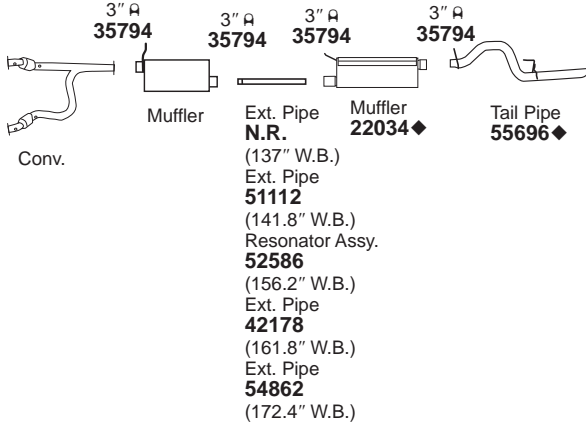 3″ 3″ 3″ 3″
35794 35794 35794 35794
Conv.
Muffler
Ext. Pipe
N.R.
(137″ W.B.)
Ext. Pipe
51112
(141.8″ W.B.)
Resonator Assy.
52586
(156.2″ W.B.)
Ext. Pipe
42178
(161.8″ W.B.)
Ext. Pipe
54862
(172.4″ W.B.)
Muffler
22034◆
Tail Pipe
55696◆